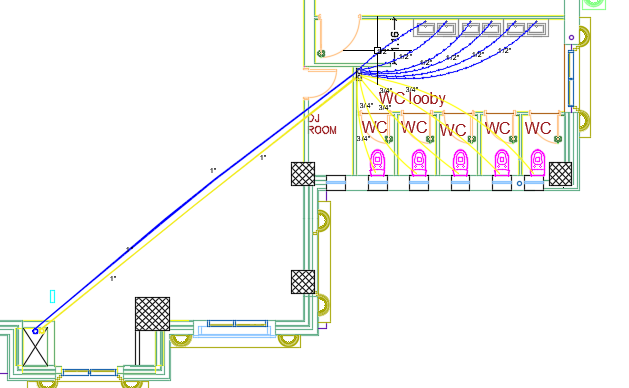 1.16
1/2"
1/2"
1/2"
1/2"
1/2"
3/4"
3/4"
WC looby
3/4"
3/4"
DJ
ROOM
WC
WC
WC
WC
WC
3/4"
1"
1"
1"